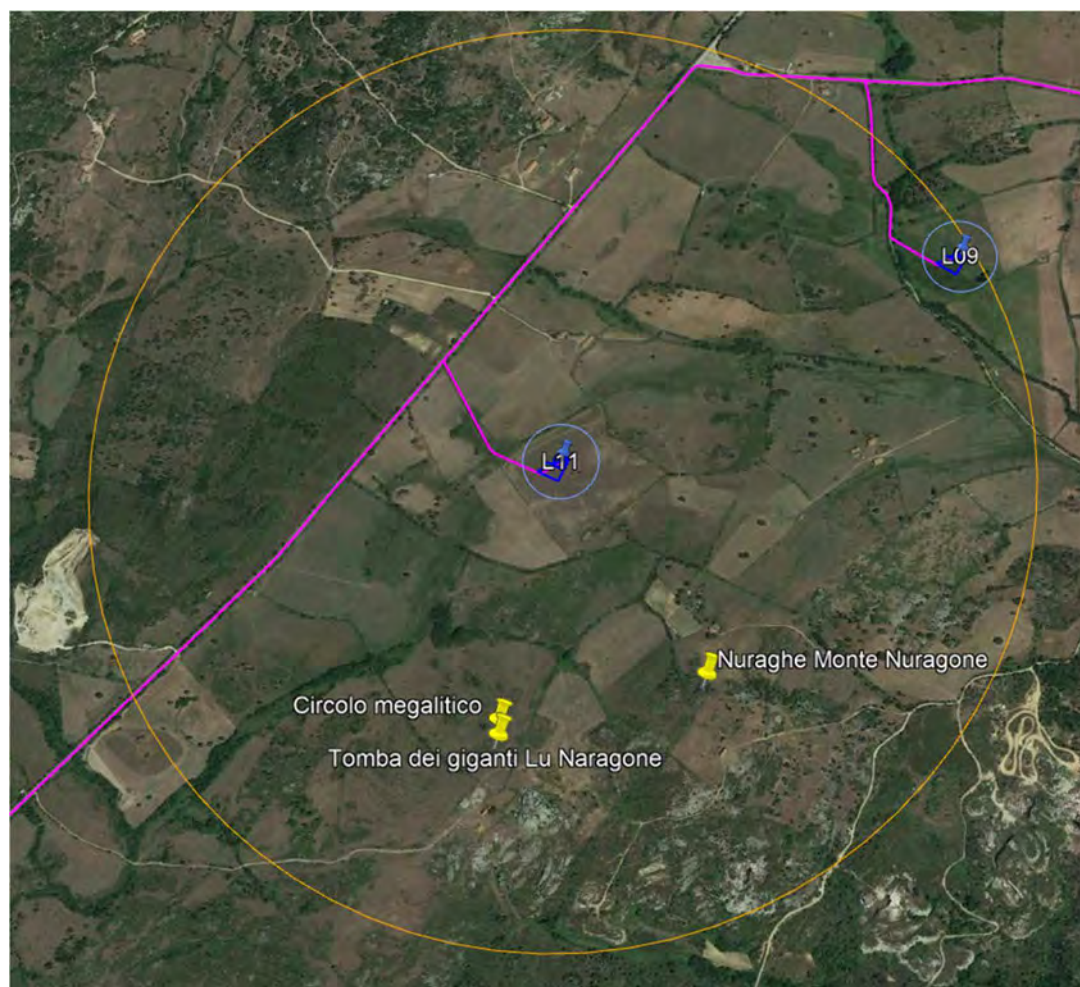 L09
L11
Nuraghe Monte Nuragone
Circolo megalitico
Tomba dei giganti Lu Naragone